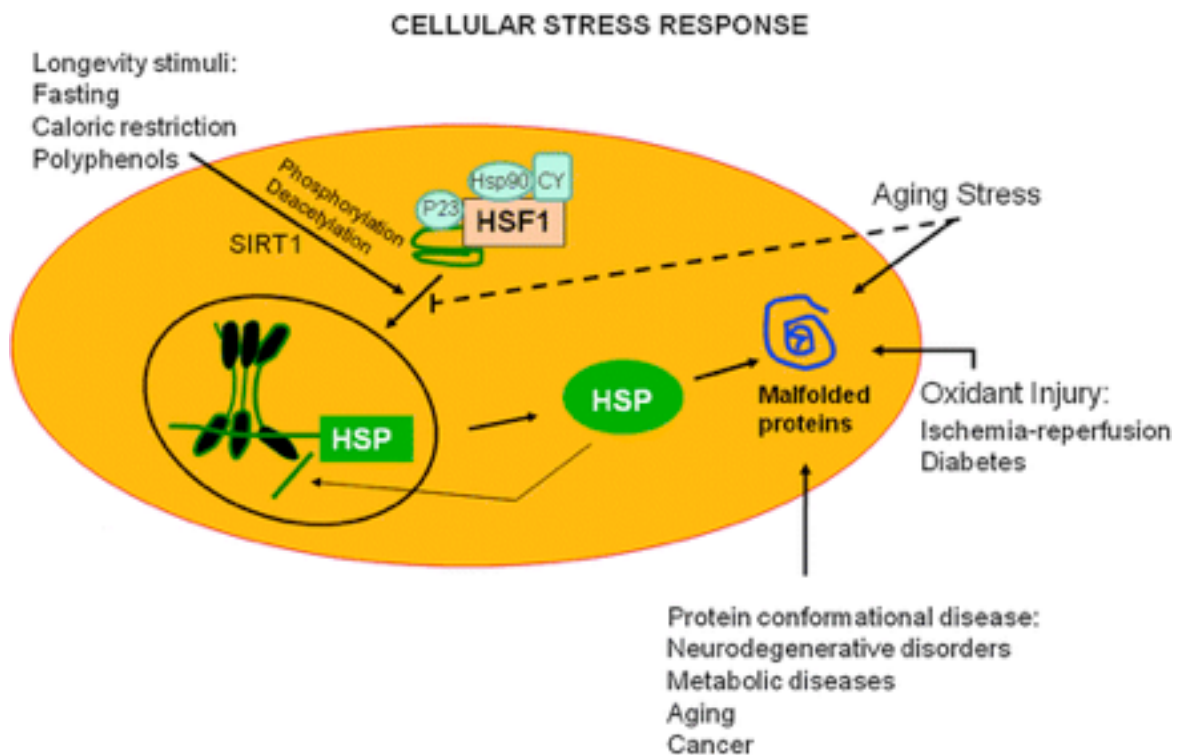 CELLULAR STRESS RESPONSE
Longevity stimuli:
Fasting
Caloric restriction
Polyphenols
Phosphorylation
Deacetylation
SIRT1
Hsp90
CY
P23
HSF1
Aging Stress
HSP
HSP
Malfolded
proteins
Oxidant Injury:
Ischemia-reperfusion
Diabetes
Protein conformational disease:
Neurodegenerative disorders
Metabolic diseases
Aging
Cancer